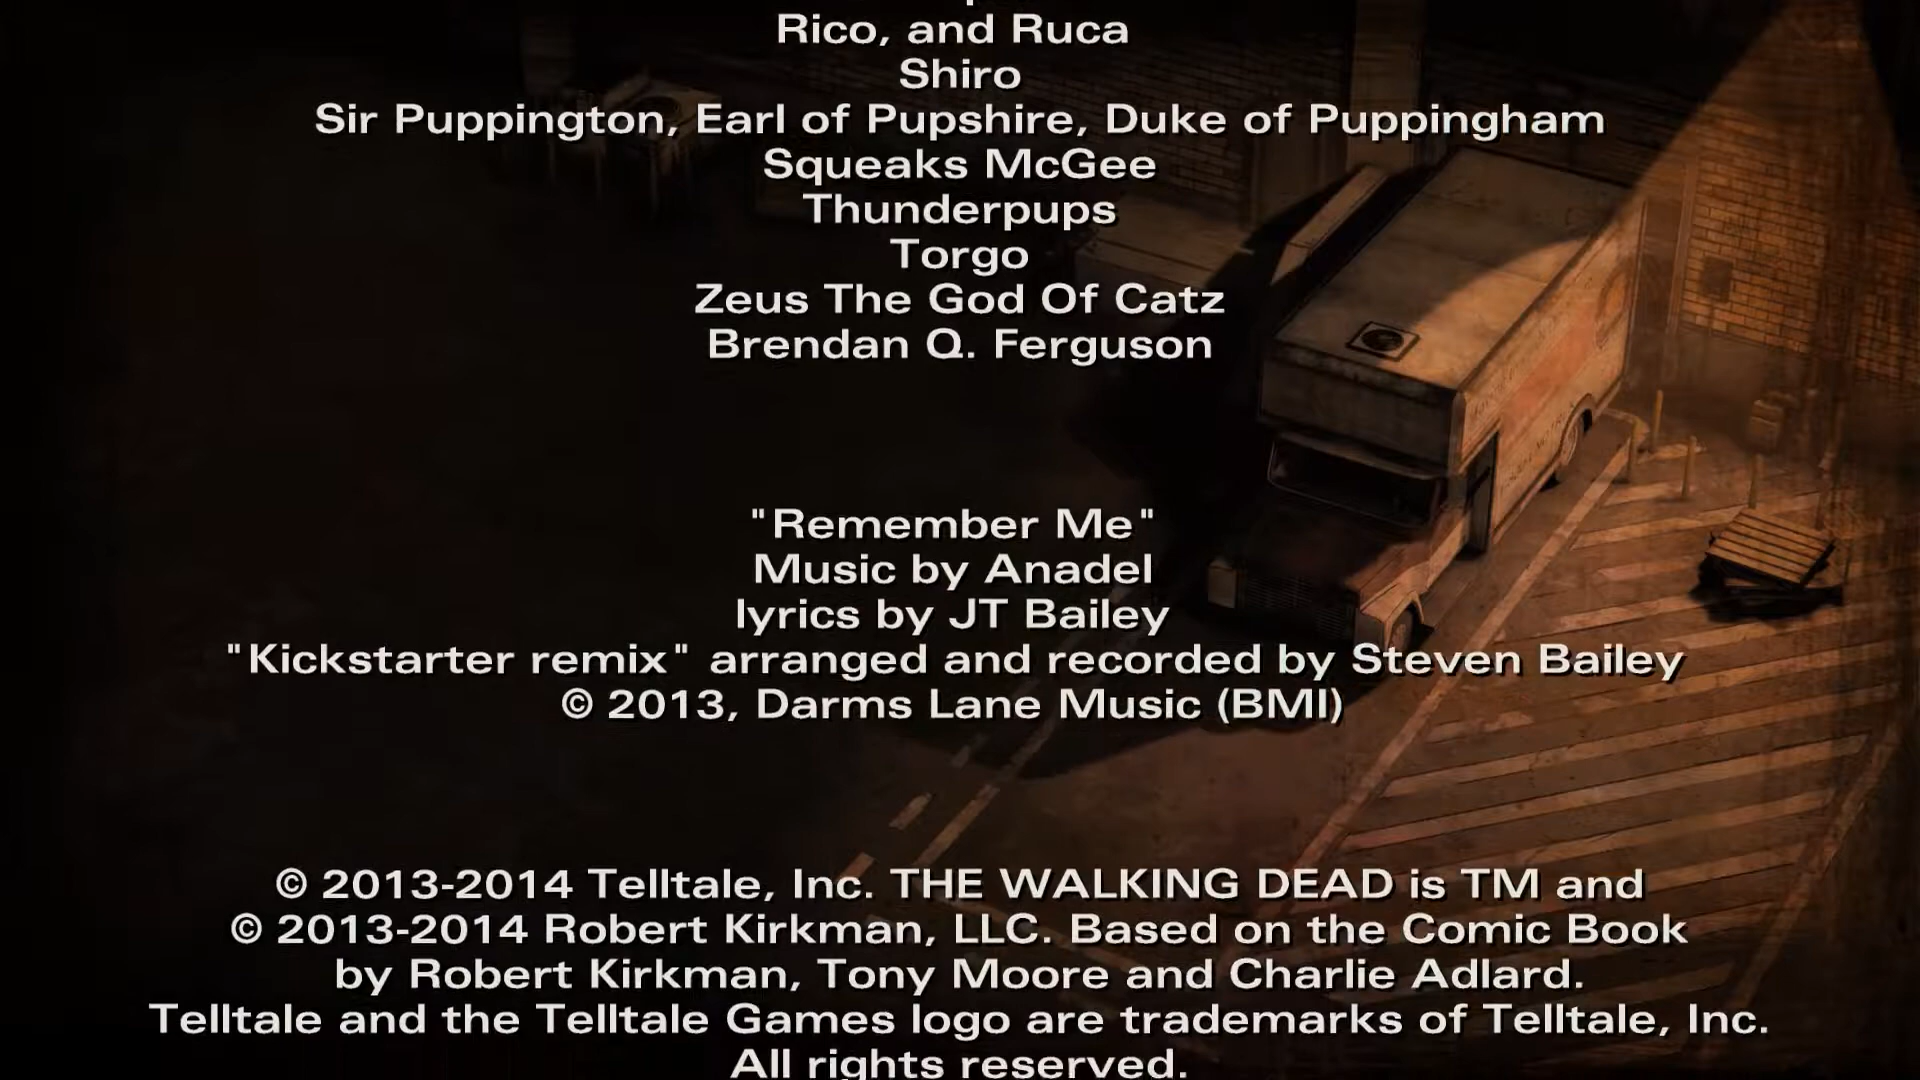 Rico, and Ruca
Shiro
Sir Puppington, Earl of Pupshire, Duke of Puppingham
Squeaks McGee
Thunderpups
Torgo
Zeus The God Of Catz
Brendan Q. Ferguson
"Remember Me"
Music by Anadel
lyrics by JT Bailey
"Kickstarter remix" arranged and recorded by Steven Bailey
© 2013, Darms Lane Music (BMI)
© 2013-2014 Telltale, Inc. THE WALKING DEAD is TM and
© 2013-2014 Robert Kirkman, LLC. Based on the Comic Book
by Robert Kirkman, Tony Moore and Charlie Adlard.
Telltale and the Telltale Games logo are trademarks of Telltale, Inc.
All rights reserved.